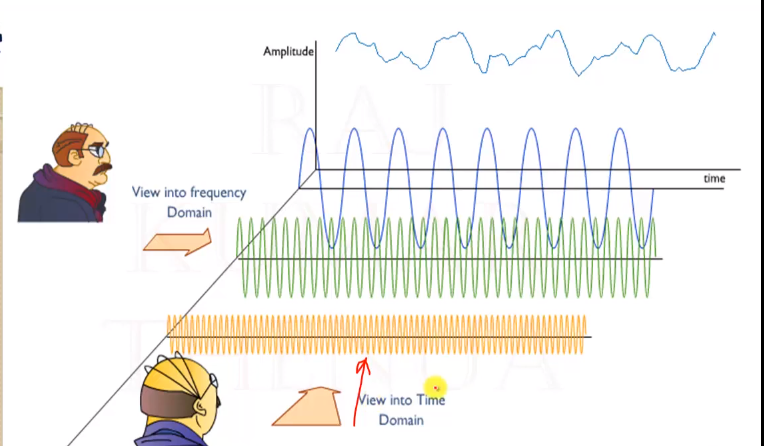 Amplitude
time
View into frequency
Domain
View into Time
Domain